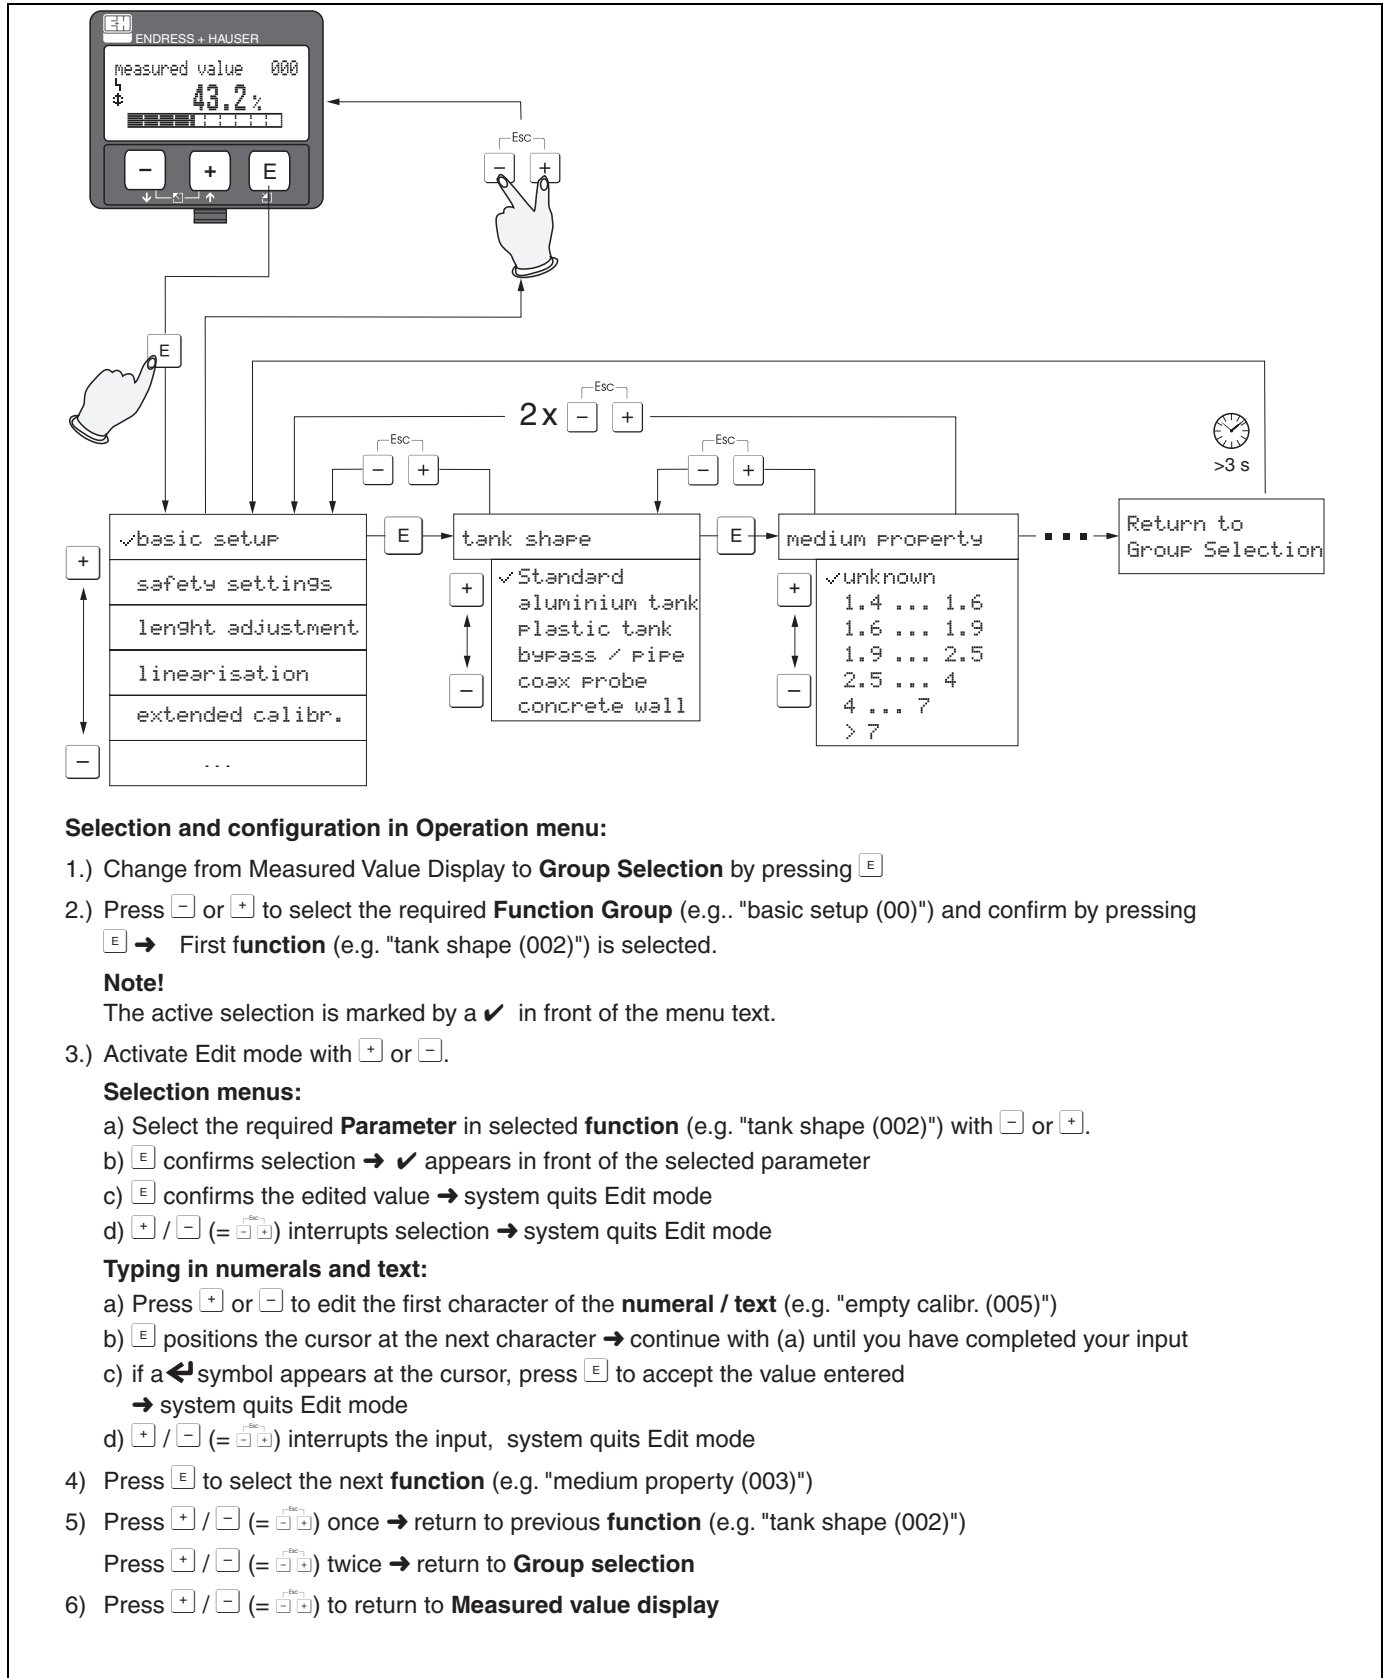 ENDRESS + HAUSER
measured value 000
43.2%
- + E
Esc
- +
E
Esc
2x - +
Esc
- +
Esc
- +
>3 s
✓basic setup
safety settings
lenght adjustment
linearisation
extended calibr.
...
+
-
E
tank shape
✓Standard
aluminium tank
plastic tank
bypass / pipe
coax probe
concrete wall
+
-
E
medium property
✓unknown
1.4 ... 1.6
1.6 ... 1.9
1.9 ... 2.5
2.5 ... 4
4 ... 7
> 7
+
-
Return to
Group Selection
Selection and configuration in Operation menu:
1.) Change from Measured Value Display to Group Selection by pressing E
2.) Press - or + to select the required Function Group (e.g.. "basic setup (00)") and confirm by pressing
E ➜ First function (e.g. "tank shape (002)") is selected.
Note!
The active selection is marked by a ✔ in front of the menu text.
3.) Activate Edit mode with + or -.
Selection menus:
a) Select the required Parameter in selected function (e.g. "tank shape (002)") with - or +.
b) E confirms selection ➜ ✔ appears in front of the selected parameter
c) E confirms the edited value ➜ system quits Edit mode
d) + / - (= Esc - +) interrupts selection ➜ system quits Edit mode
Typing in numerals and text:
a) Press + or - to edit the first character of the numeral / text (e.g. "empty calibr. (005)")
b) E positions the cursor at the next character ➜ continue with (a) until you have completed your input
c) if a ↵ symbol appears at the cursor, press E to accept the value entered
➜ system quits Edit mode
d) + / - (= Esc - +) interrupts the input, system quits Edit mode
4) Press E to select the next function (e.g. "medium property (003)")
5) Press + / - (= Esc - +) once ➜ return to previous function (e.g. "tank shape (002)")
Press + / - (= Esc - +) twice ➜ return to Group selection
6) Press + / - (= Esc - +) to return to Measured value display